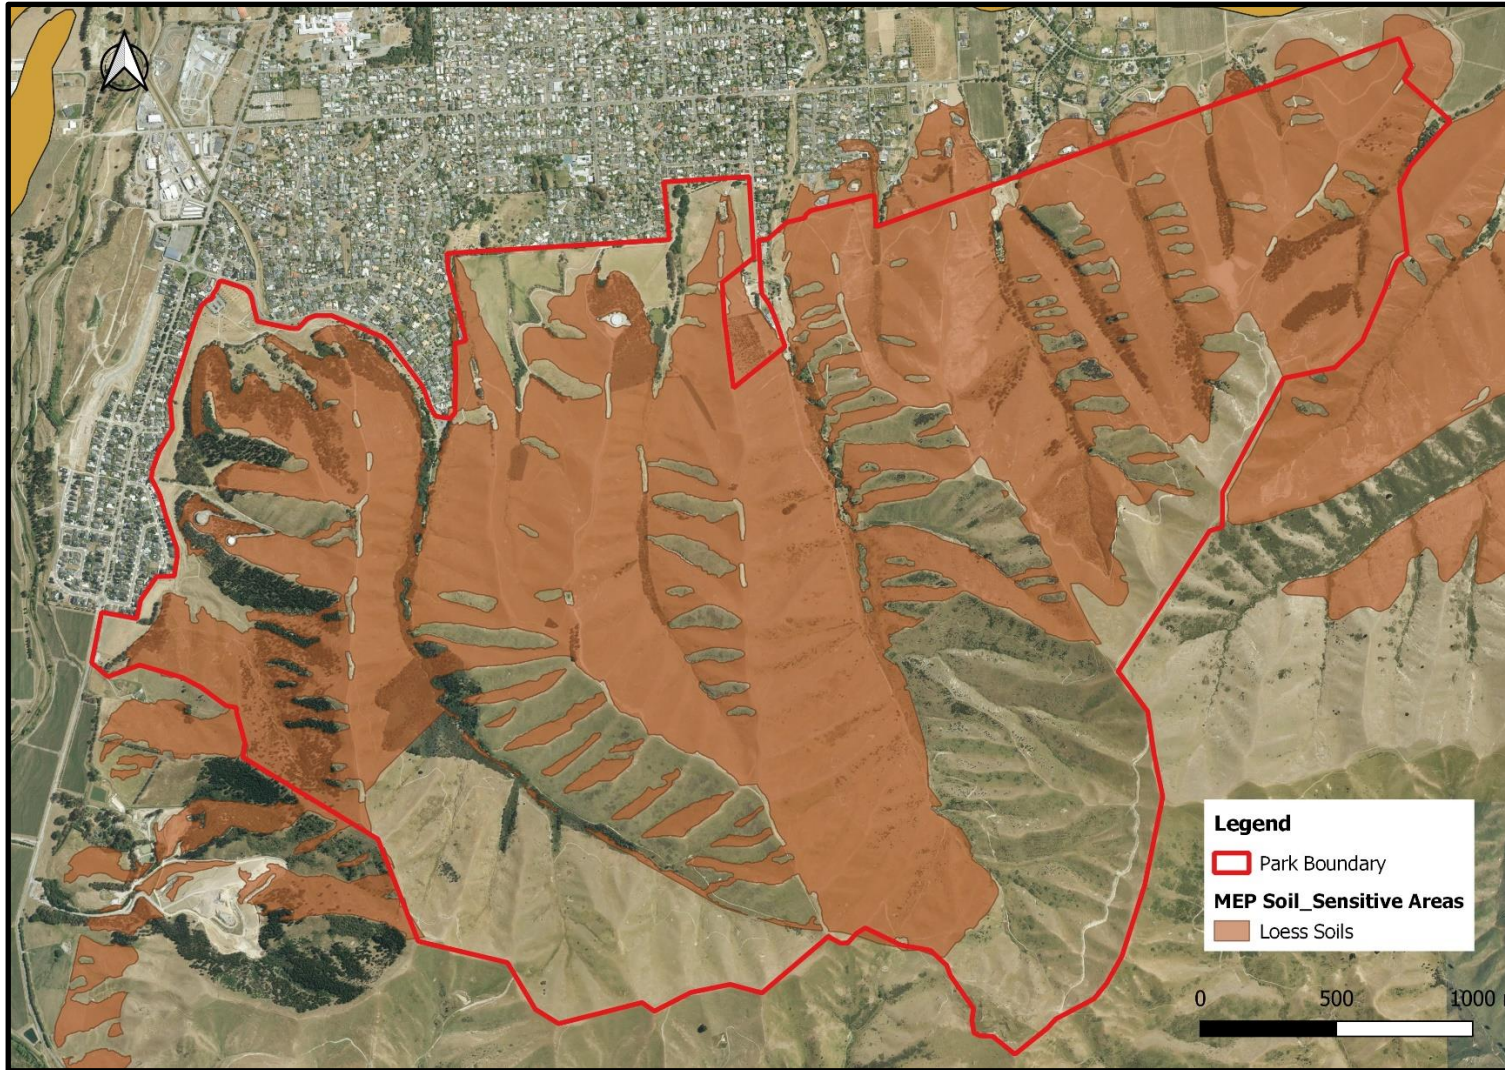 Legend
Park Boundary
MEP Soil_Sensitive Areas
Loess Soils
0 500 1000